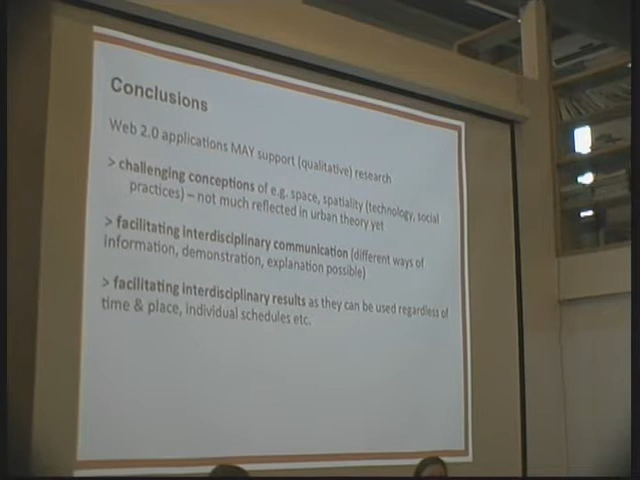 Conclusions
Web 2.0 applications MAY support (qualitative) research
> challenging conceptions of e.g. space, spatiality (technology, social
practices) – not much reflected in urban theory yet
> facilitating interdisciplinary communication (different ways of
information, demonstration, explanation possible)
> facilitating interdisciplinary results as they can be used regardless of
time & place, individual schedules etc.